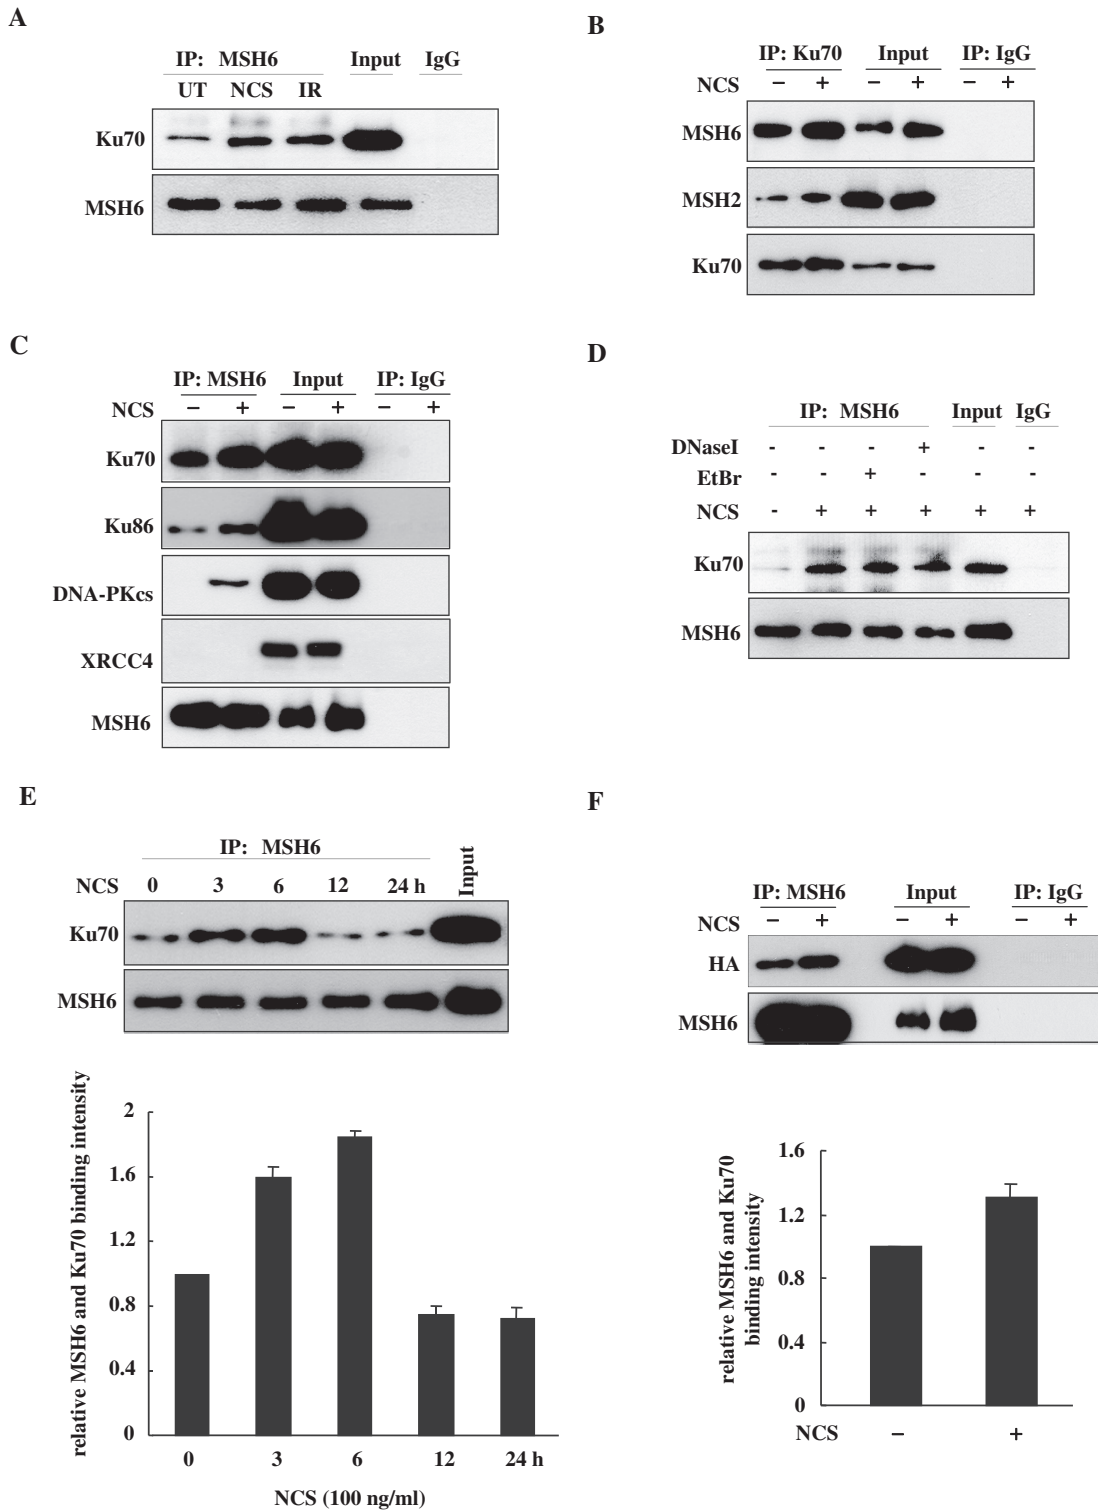 A
IP: MSH6 Input IgG
UT NCS IR
Ku70
MSH6
B
IP: Ku70 Input IP: IgG
NCS − + − + − +
MSH6
MSH2
Ku70
C
IP: MSH6 Input IP: IgG
NCS − + − + − +
Ku70
Ku86
DNA-PKcs
XRCC4
MSH6
D
IP: MSH6 Input IgG
DNaseI - - - + - -
EtBr - - + - - -
NCS - + + + + +
Ku70
MSH6
E
IP: MSH6 Input
NCS 0 3 6 12 24 h
Ku70
MSH6
relative MSH6 and Ku70 binding intensity
2
1.6
1.2
0.8
0.4
0
0 3 6 12 24 h
NCS (100 ng/ml)
F
IP: MSH6 Input IP: IgG
NCS − + − + − +
HA
MSH6
relative MSH6 and Ku70
binding intensity
1.6
1.2
0.8
0.4
0
NCS − +